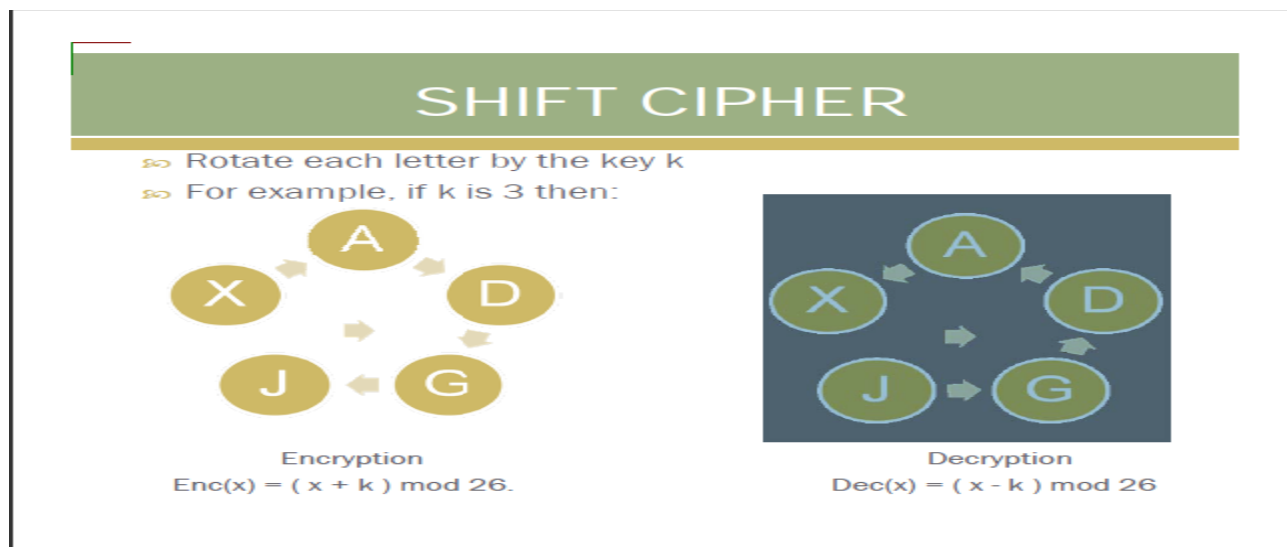 SHIFT CIPHER
Rotate each letter by the key k
For example, if k is 3 then:
A
X
D
J
G
A
X
D
J
G
Encryption
Enc(x) = ( x + k ) mod 26.
Decryption
Dec(x) = ( x - k ) mod 26